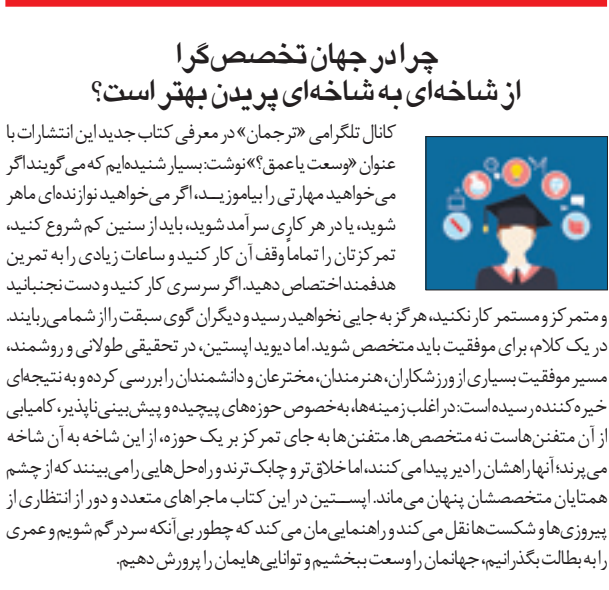 چرا در جهان تخصص‌گرا
از شاخه‌ای به شاخه‌ای پریدن بهتر است؟
کانال تلگرامی «ترجمان» در معرفی کتاب جدید این انتشارات با
عنوان «وسعت یا عمق؟» نوشت: بسیار شنیده‌ایم که می‌گویند اگر
می‌خواهید مهارتی را بیاموزیــد، اگر می‌خواهید نوازنده‌ای ماهر
شوید، یا در هر کاری سرآمد شوید، باید از سنین کم شروع کنید،
تمرکزتان را تماماً وقف آن کار کنید و ساعات زیادی را به تمرین
هدفمند اختصاص دهید. اگر سرسری کار کنید و دست نجنبانید
و متمرکز و مستمر کار نکنید، هرگز به جایی نخواهید رسید و دیگران گوی سبقت را از شما می‌ربایند.
در یک کلام، برای موفقیت باید متخصص شوید. اما دیوید اپستین، در تحقیقی طولانی و روشمند،
مسیر موفقیت بسیاری از ورزشکاران، هنرمندان، مخترعان و دانشمندان را بررسی کرده و به نتیجه‌ای
خیره‌کننده رسیده است: در اغلب زمینه‌ها، به‌خصوص حوزه‌های پیچیده و پیش‌بینی‌ناپذیر، کامیابی
از آن متفنن‌هاست نه متخصص‌ها. متفنن‌ها به جای تمرکز بر یک حوزه، از این شاخه به آن شاخه
می‌پرند؛ آنها راهشان را دیر پیدا می‌کنند، اما خلاق‌تر و چابک‌ترند و راه‌حل‌هایی را می‌بینند که از چشم
همتایان متخصصشان پنهان می‌ماند. اپســتین در این کتاب ماجراهای متعدد و دور از انتظاری از
پیروزی‌ها و شکست‌ها نقل می‌کند و راهنمایی‌مان می‌کند که چطور بی‌آنکه سردرگم شویم و عمری
را به بطالت بگذرانیم، جهانمان را وسعت ببخشیم و توانایی‌هایمان را پرورش دهیم.